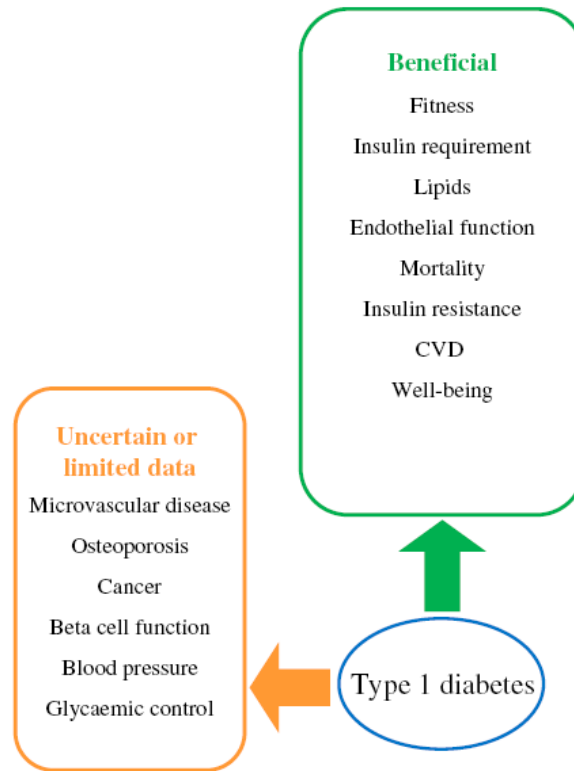 Beneficial
Fitness
Insulin requirement
Lipids
Endothelial function
Mortality
Insulin resistance
CVD
Well-being
Uncertain or
limited data
Microvascular disease
Osteoporosis
Cancer
Beta cell function
Blood pressure
Glycaemic control
Type 1 diabetes